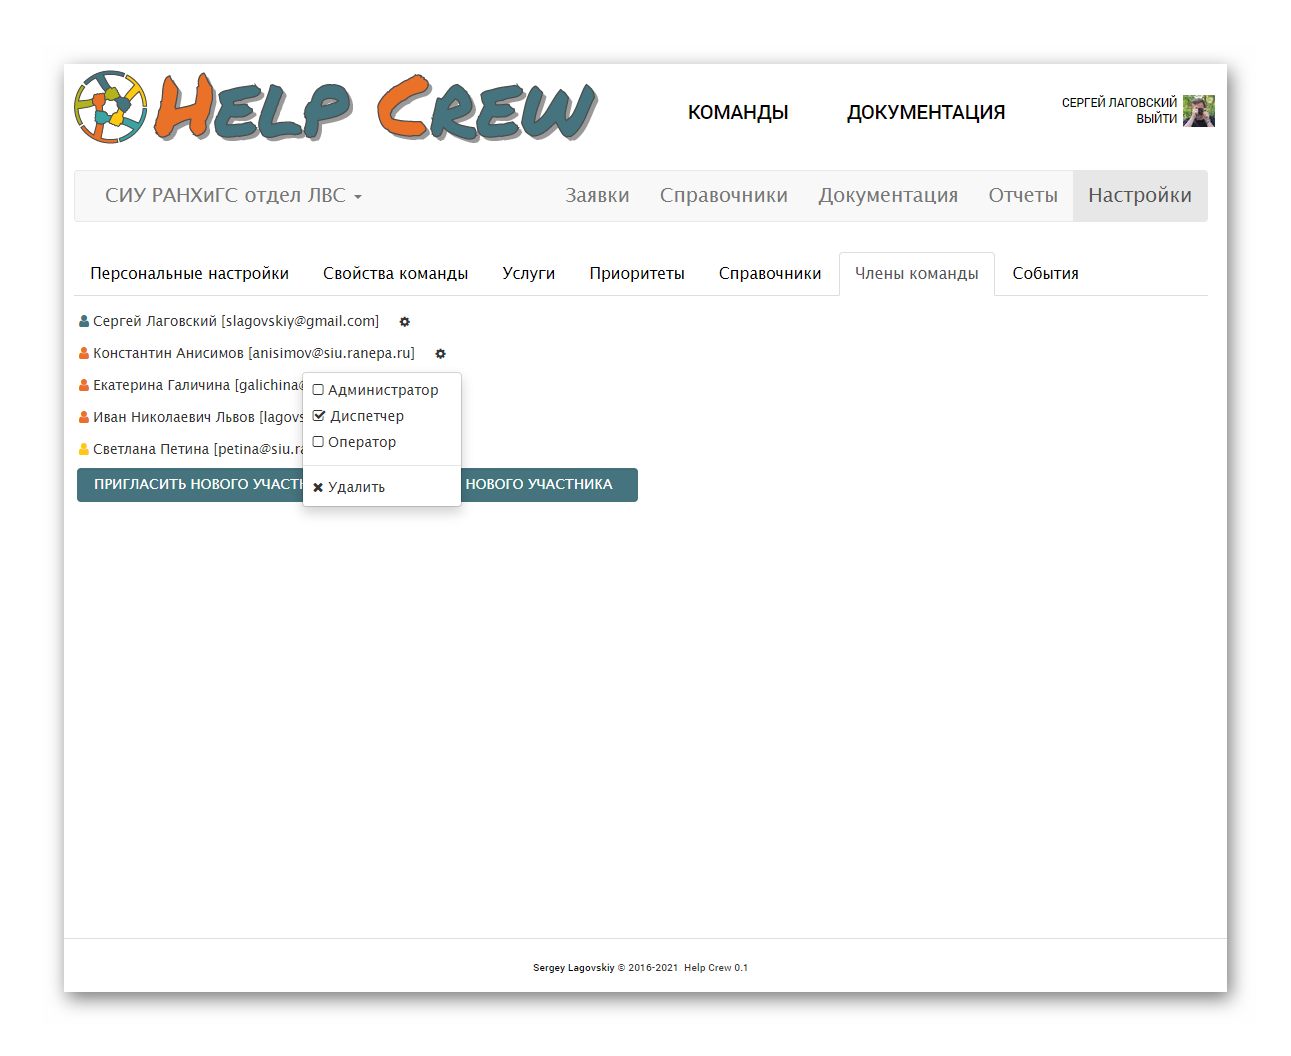 HELP CREW
КОМАНДЫ
ДОКУМЕНТАЦИЯ
СЕРГЕЙ ЛАГОВСКИЙ
ВЫЙТИ
СИУ РАНХиГС отдел ЛВС
Заявки Справочники Документация Отчеты Настройки
Персональные настройки Свойства команды Услуги Приоритеты Справочники Члены команды События
Сергей Лаговский [slagovskiy@gmail.com]
Константин Анисимов [anisimov@siu.ranepa.ru]
Екатерина Галичина [galichina
Администратор
Иван Николаевич Львов [lagovs
Диспетчер
Светлана Петина [petina@siu.ra
Оператор
ПРИГЛАСИТЬ НОВОГО УЧАСТ
Удалить
НОВОГО УЧАСТНИКА
Sergey Lagovskiy © 2016-2021 Help Crew 0.1